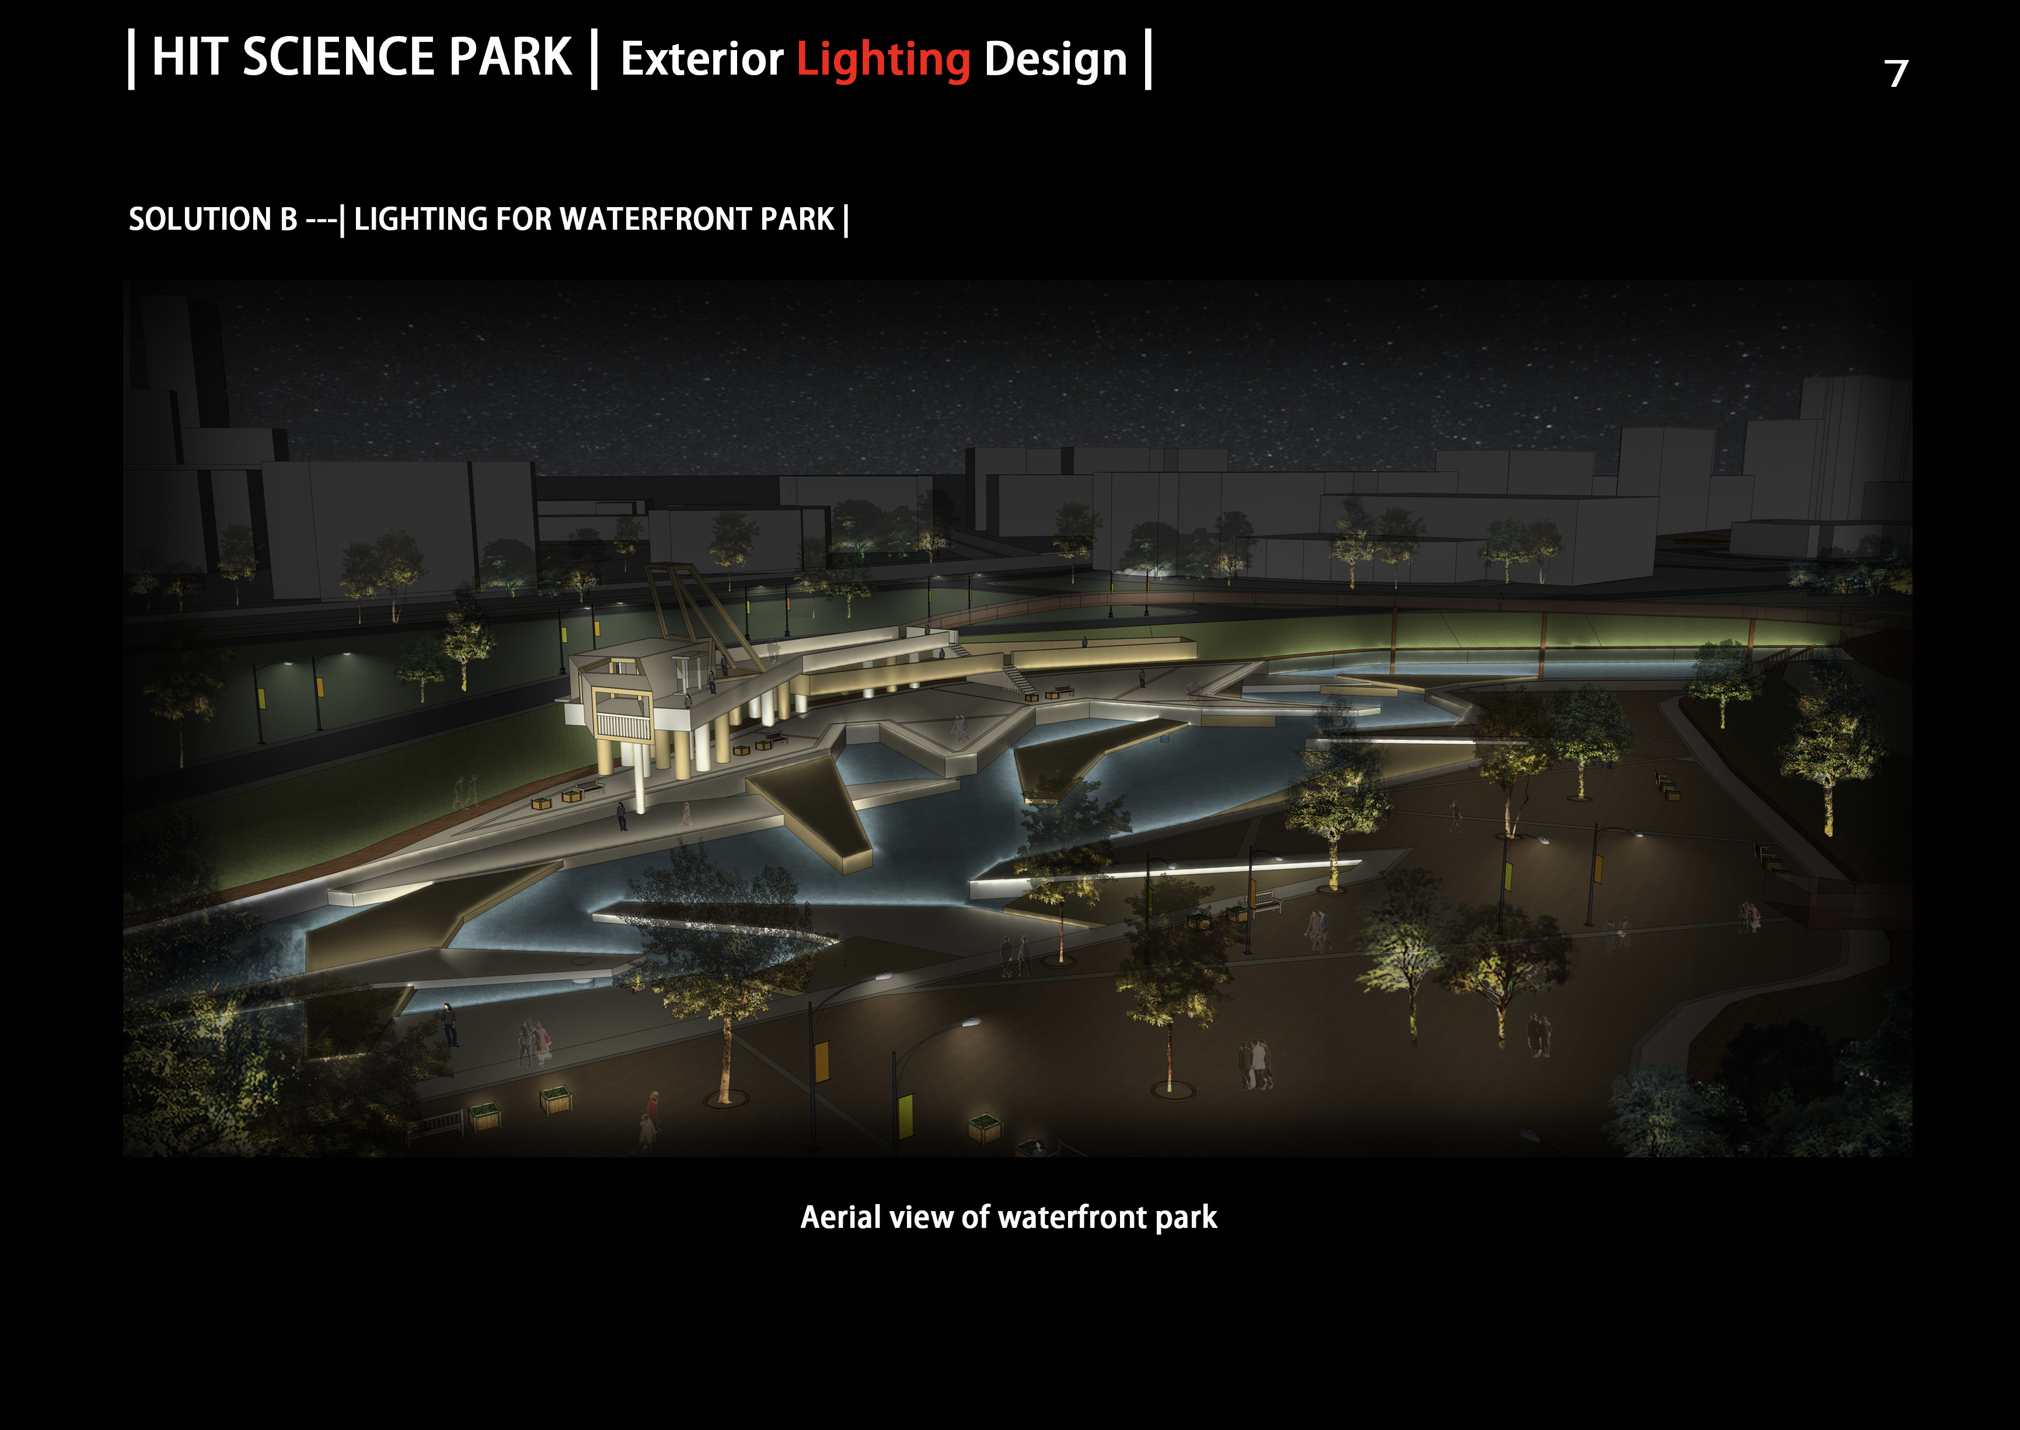 | HIT SCIENCE PARK | Exterior Lighting Design |
7
SOLUTION B ---| LIGHTING FOR WATERFRONT PARK |
Aerial view of waterfront park